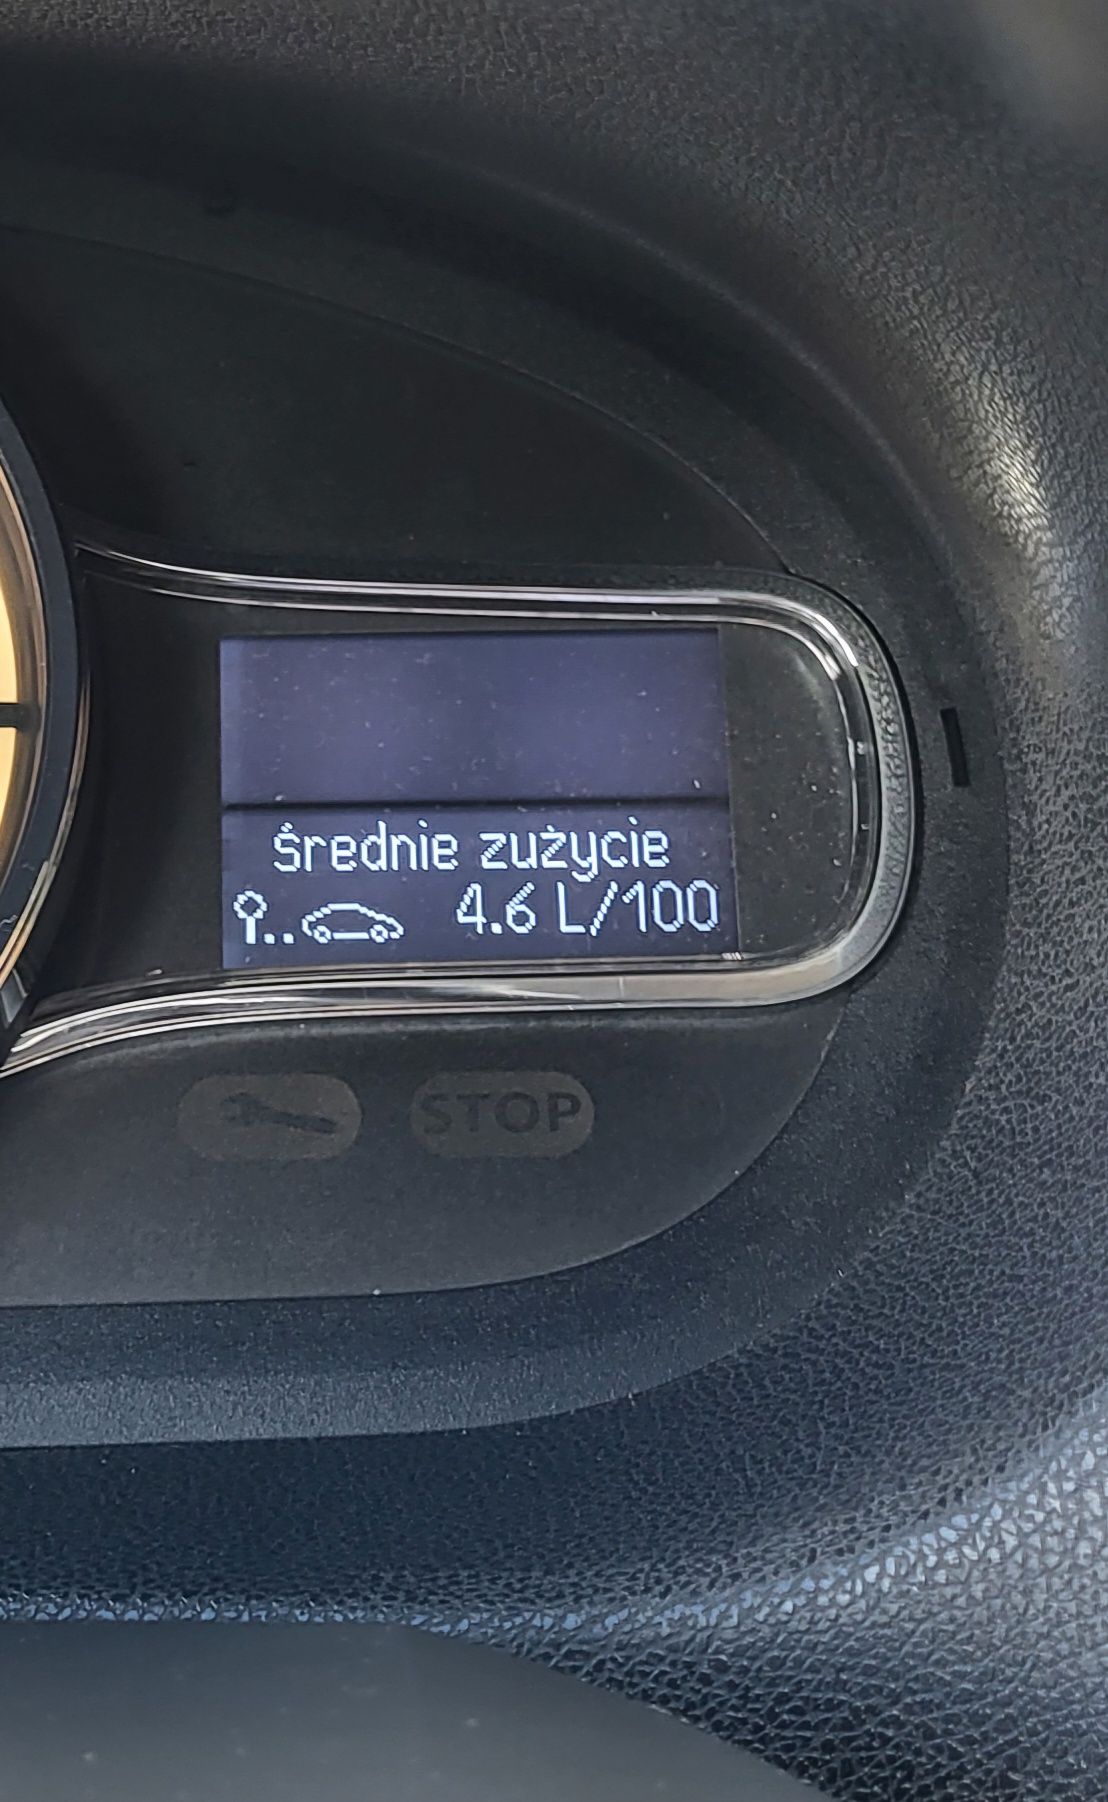 średnie zużycie
4.6 L/100
STOP